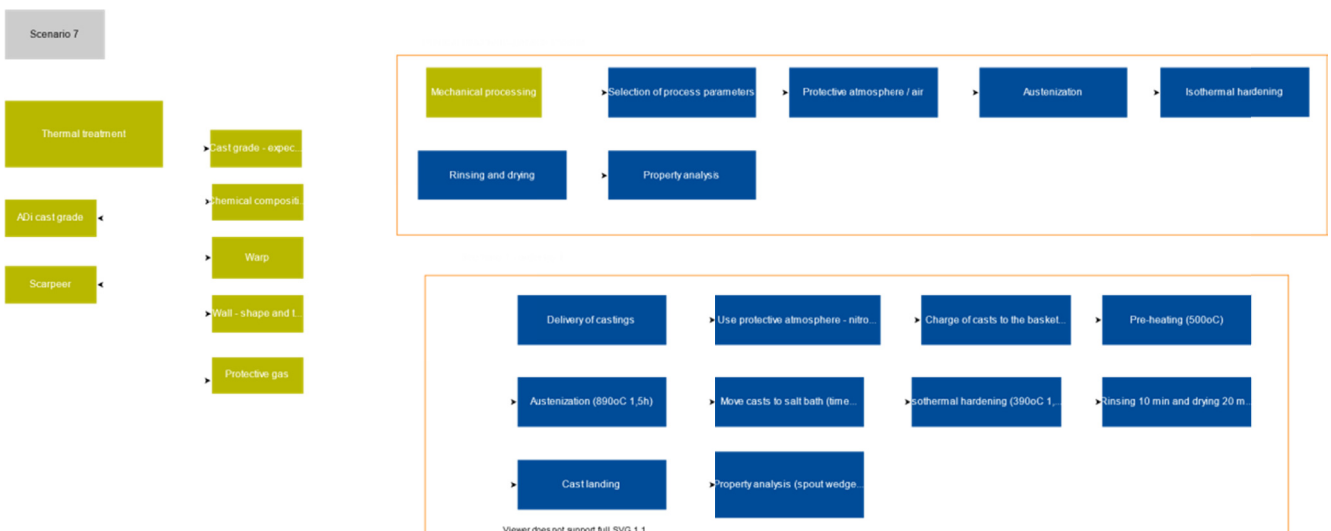 Scenario 7
Thermal treatment
ADi cast grade
Scarpeer
Cast grade - expec...
Chemical compositi...
Warp
Wall - shape and t...
Protective gas
Mechanical processing
Selection of process parameters
Protective atmosphere / air
Austenization
Isothermal hardening
Rinsing and drying
Property analysis
Delivery of castings
Use protective atmosphere - nitro...
Charge of casts to the basket...
Pre-heating (500oC)
Austenization (890oC 1,5h)
Move casts to salt bath (time...
Isothermal hardening (390oC 1,...
Rinsing 10 min and drying 20 m...
Cast landing
Property analysis (spout wedge...
Viewer does not support full SVG 1.1